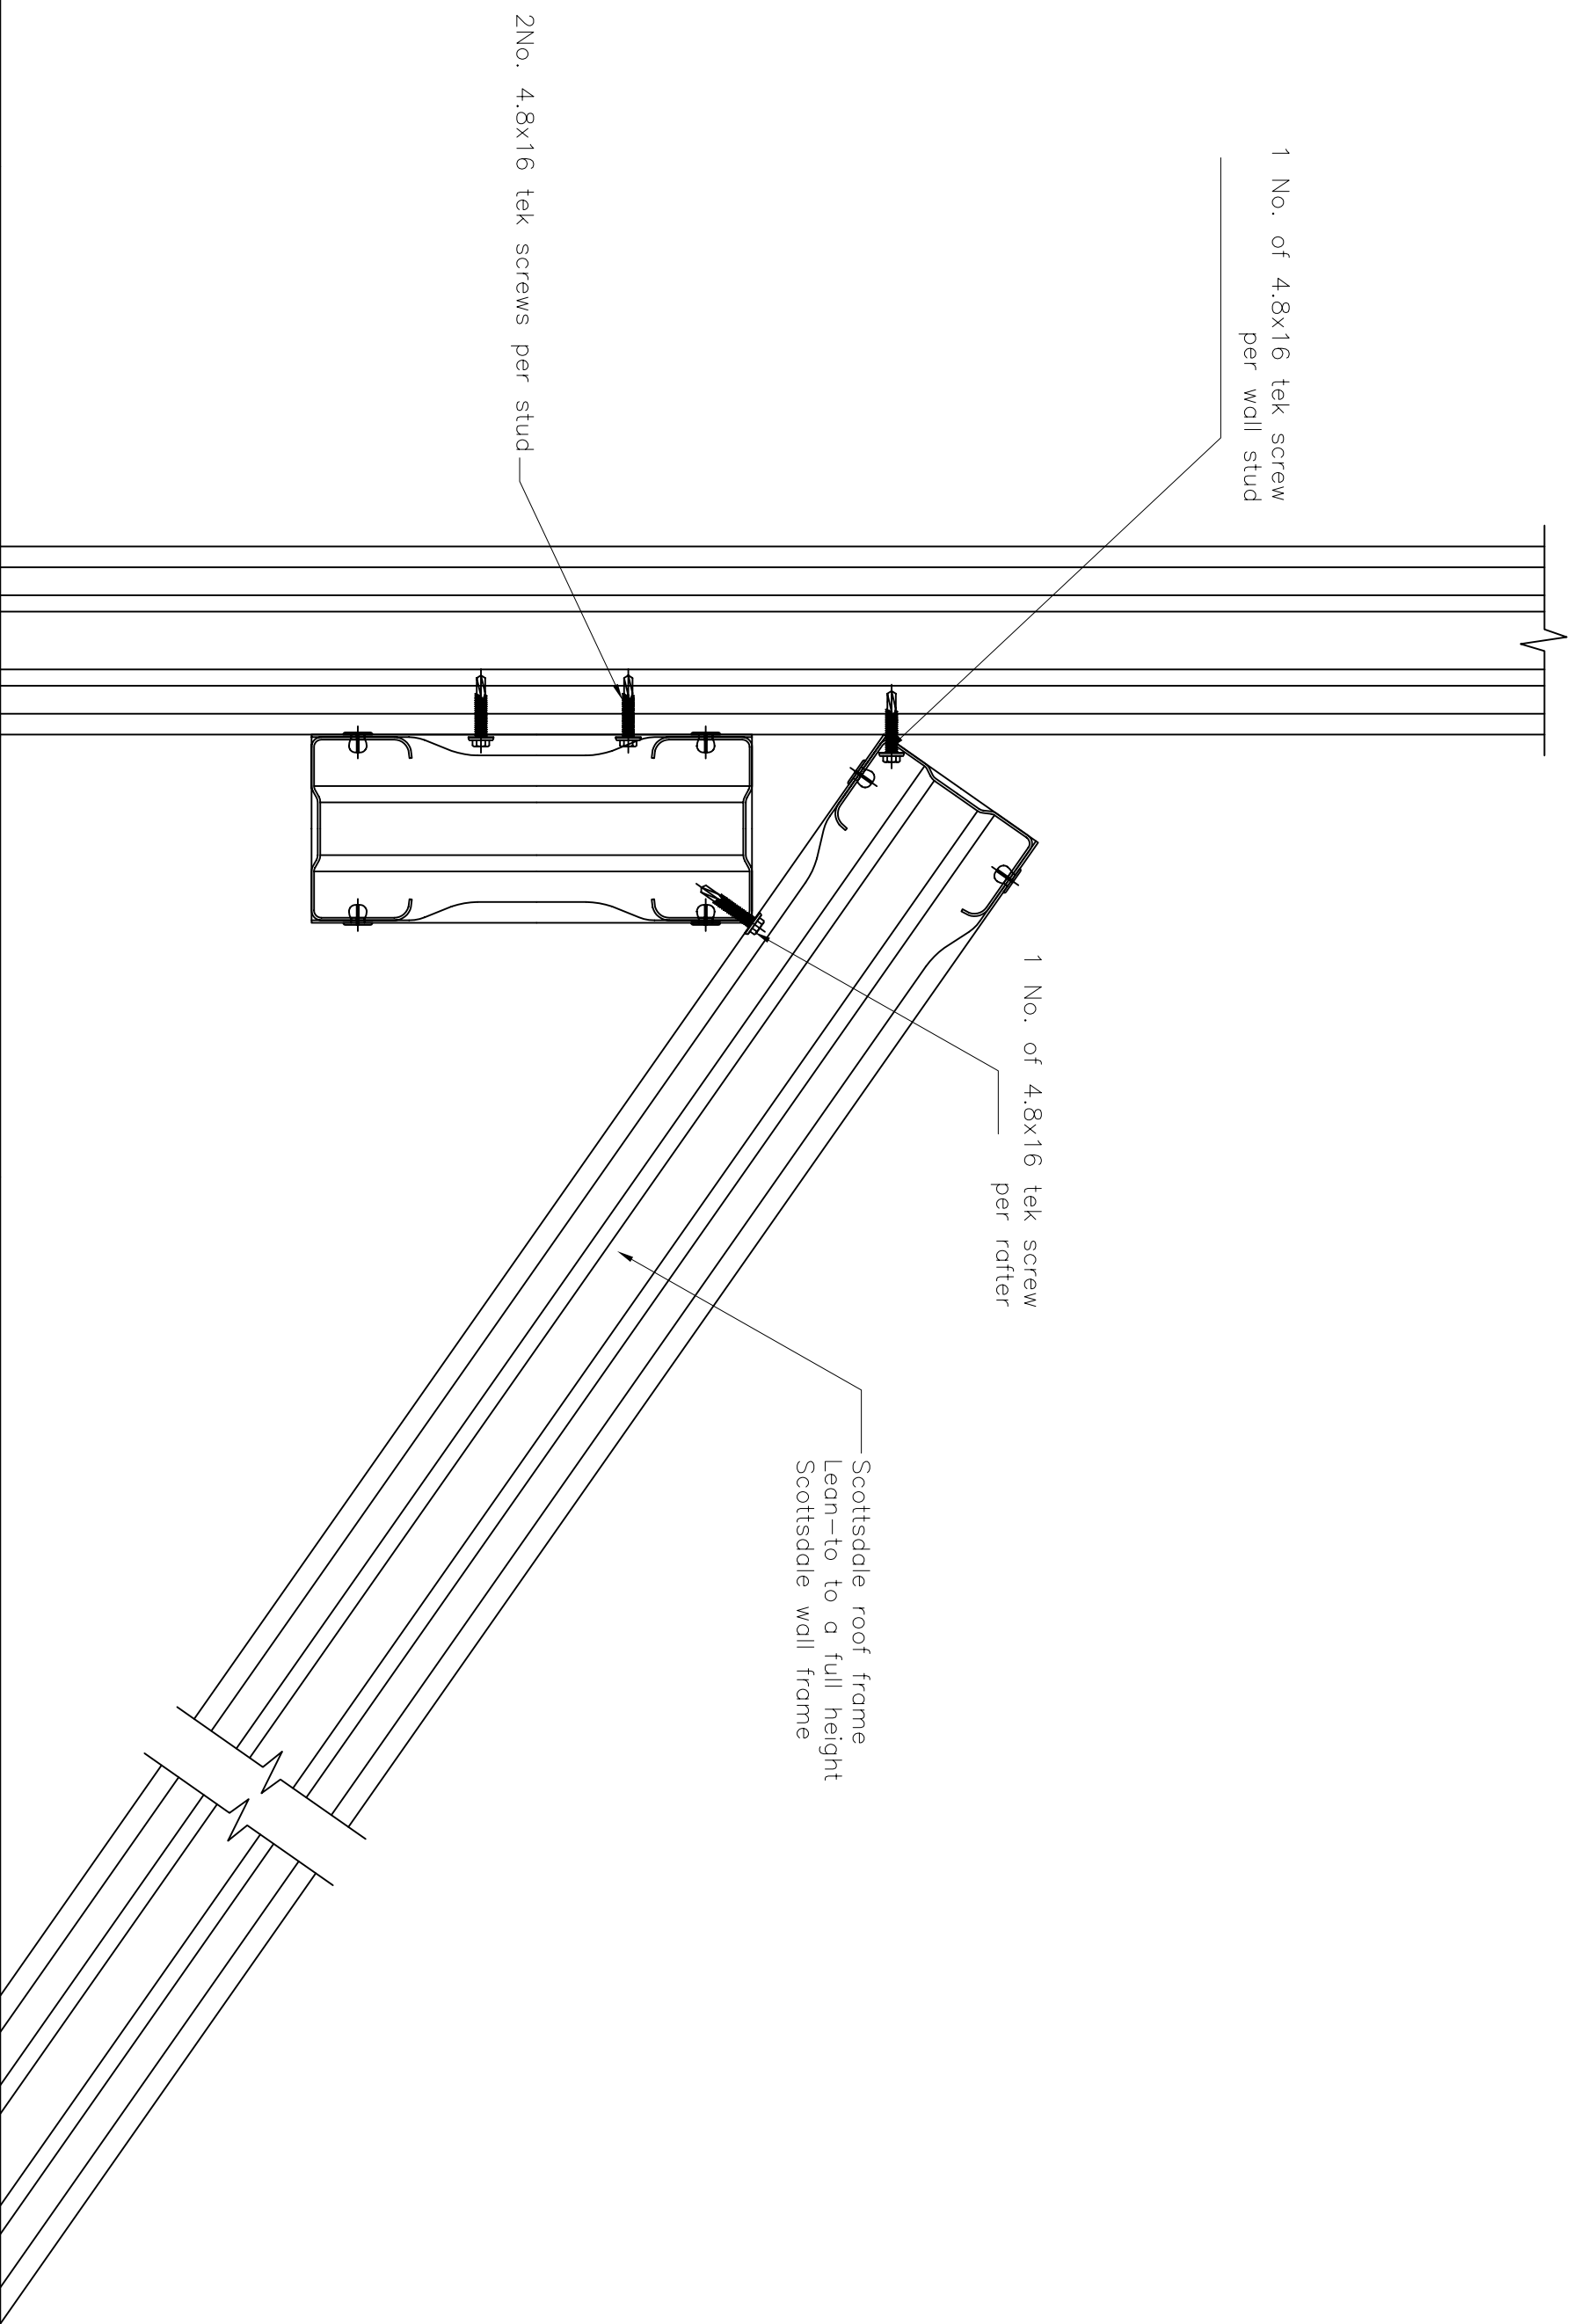 1 No. of 4.8x16 tek screw
per wall stud
1 No. of 4.8x16 tek screw
per rafter
Scottsdale roof frame
Lean-to to a full height
Scottsdale wall frame
2No. 4.8x16 tek screws per stud